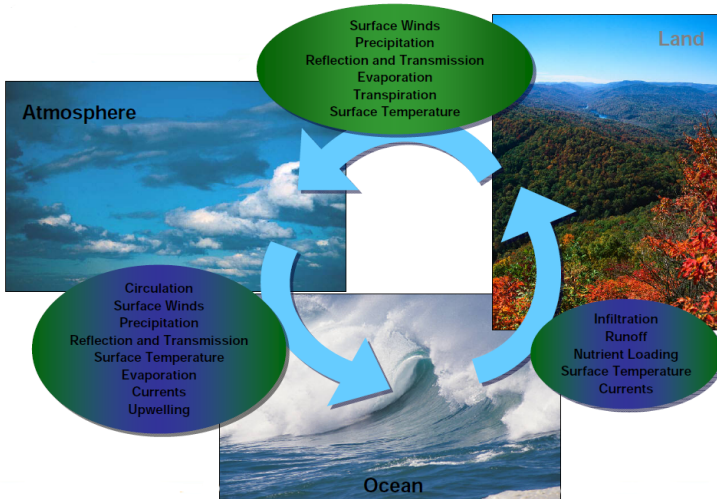 Surface Winds
Precipitation
Reflection and Transmission
Evaporation
Transpiration
Surface Temperature
Land
Atmosphere
Circulation
Surface Winds
Precipitation
Reflection and Transmission
Surface Temperature
Evaporation
Currents
Upwelling
Infiltration
Runoff
Nutrient Loading
Surface Temperature
Currents
Ocean